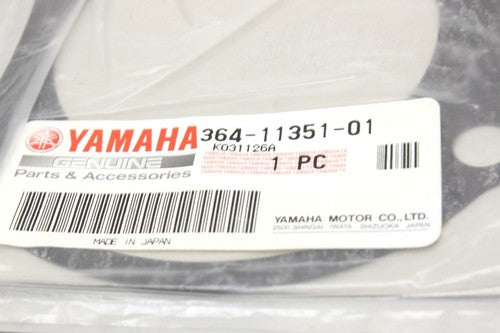 YAMAHA 364-11351-01
GENUINE K031126A
Parts & Accessories 1 PC
YAMAHA MOTOR CO.,LTD.
MADE IN JAPAN 2500 SHINGAI IWATA SHIZUOKA JAPAN